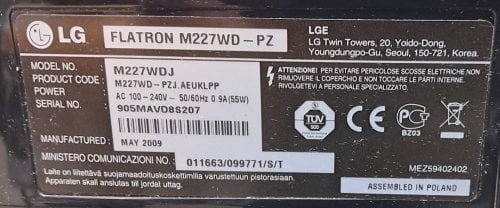 LG
FLATRON M227WD-PZ
LGE
LG Twin Towers, 20, Yoido-Dong,
Youngdungpo-Gu, Seoul, 150-721, Korea.
MODEL NO. M227WDJ
M227WD-PZJ.AEUKLPP
POWER AC 100-240V~ 50/60Hz 0.9A(55W)
SERIAL NO. 905MAVD8S207
MANUFACTURED: MAY 2009
MINISTERO COMUNICAZIONI NO.: 011663/099771/S/T
Laite on liitettävä suojamaadoituskoskettimilla varustettuun pistorasiaan.
Apparaten skall anslutas till jordat uttag.
ATTENZIONE: PER EVITARE PERICOLOSE SCOSSE ELETTRICHE NON
RIMUOVERE IL COPERCHIO E NON TOCCARE LE PARTI INTERNE.
RIVOLGETEVI A PERSONALE SPECIALIZZATO.
TÜV
SÜD
BZ03
MEZ59402402
ASSEMBLED IN POLAND